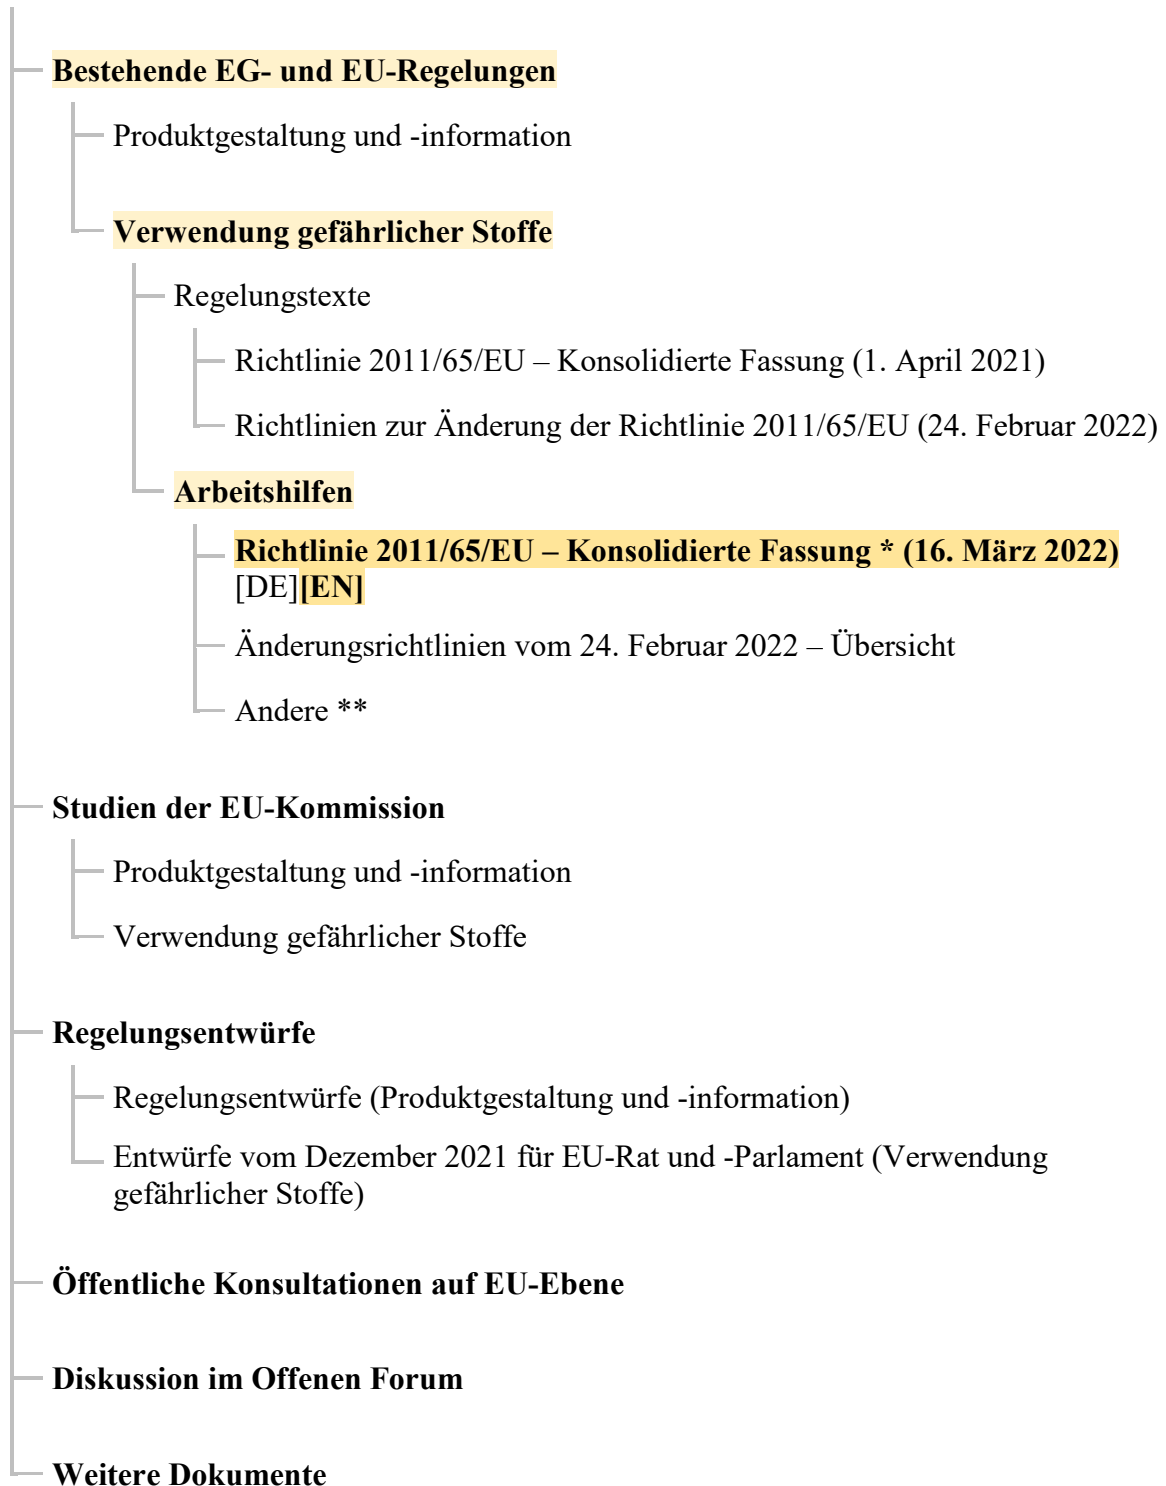 Bestehende EG- und EU-Regelungen
Produktgestaltung und -information
Verwendung gefährlicher Stoffe
Regelungstexte
Richtlinie 2011/65/EU – Konsolidierte Fassung (1. April 2021)
Richtlinien zur Änderung der Richtlinie 2011/65/EU (24. Februar 2022)
Arbeitshilfen
Richtlinie 2011/65/EU – Konsolidierte Fassung * (16. März 2022)
[DE][EN]
Änderungsrichtlinien vom 24. Februar 2022 – Übersicht
Andere **
Studien der EU-Kommission
Produktgestaltung und -information
Verwendung gefährlicher Stoffe
Regelungsentwürfe
Regelungsentwürfe (Produktgestaltung und -information)
Entwürfe vom Dezember 2021 für EU-Rat und -Parlament (Verwendung
gefährlicher Stoffe)
Öffentliche Konsultationen auf EU-Ebene
Diskussion im Offenen Forum
Weitere Dokumente